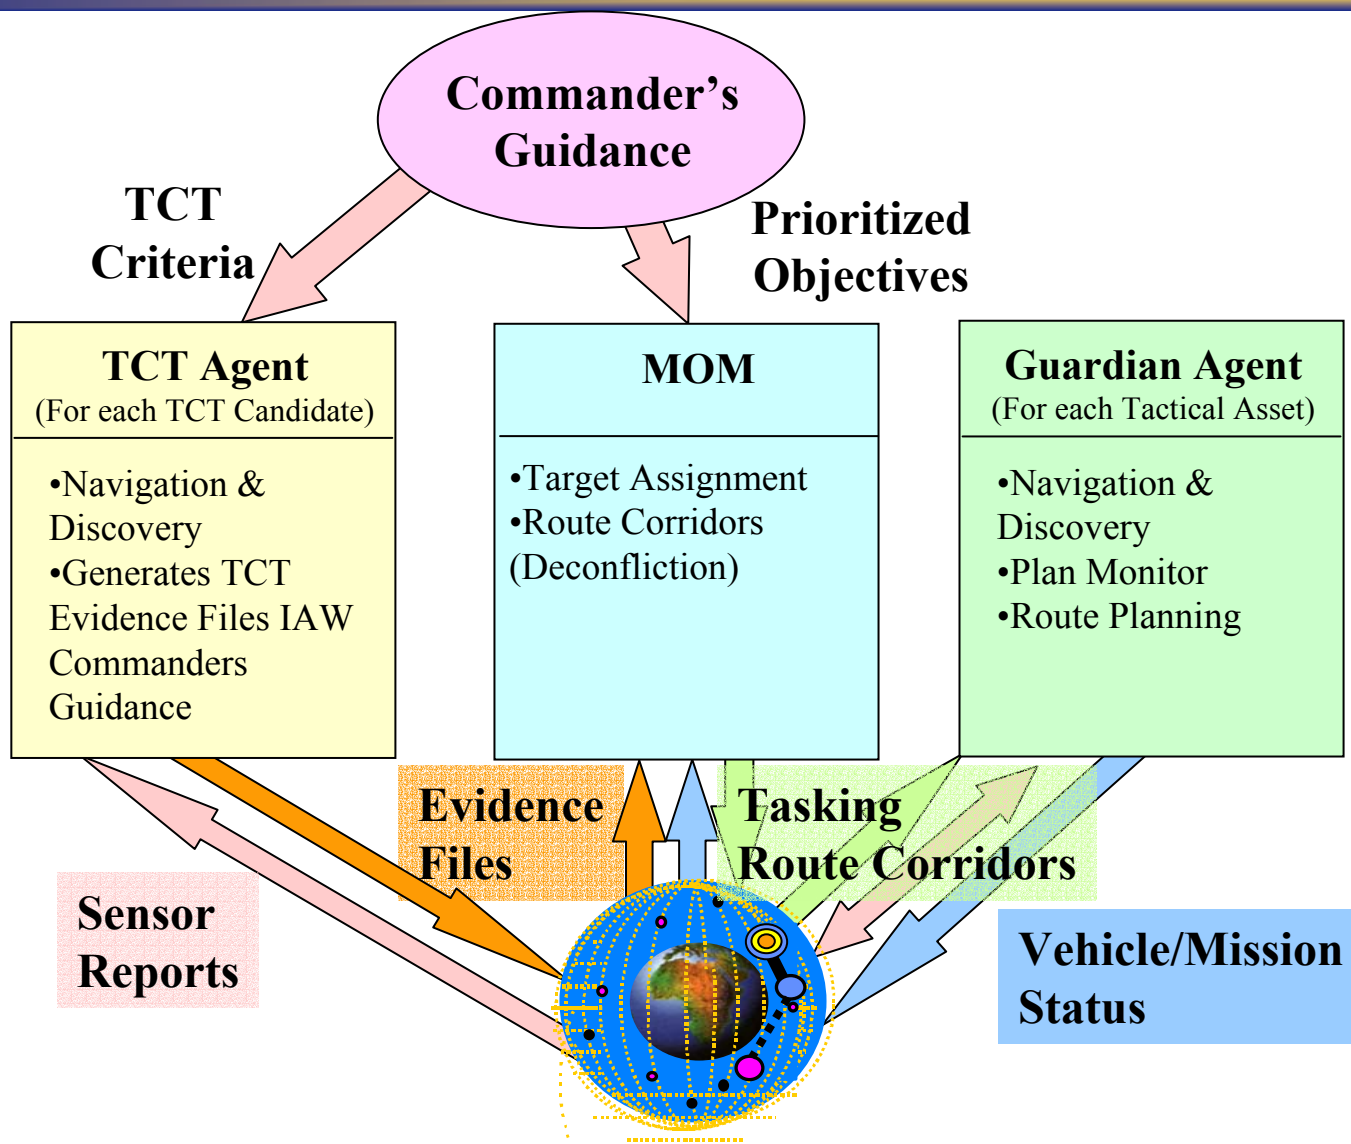 Commander’s
Guidance
TCT
Criteria
Prioritized
Objectives
TCT Agent
(For each TCT Candidate)
•Navigation &
Discovery
•Generates TCT
Evidence Files IAW
Commanders
Guidance
MOM
•Target Assignment
•Route Corridors
(Deconfliction)
Guardian Agent
(For each Tactical Asset)
•Navigation &
Discovery
•Plan Monitor
•Route Planning
Evidence
Files
Tasking
Route Corridors
Sensor
Reports
Vehicle/Mission
Status